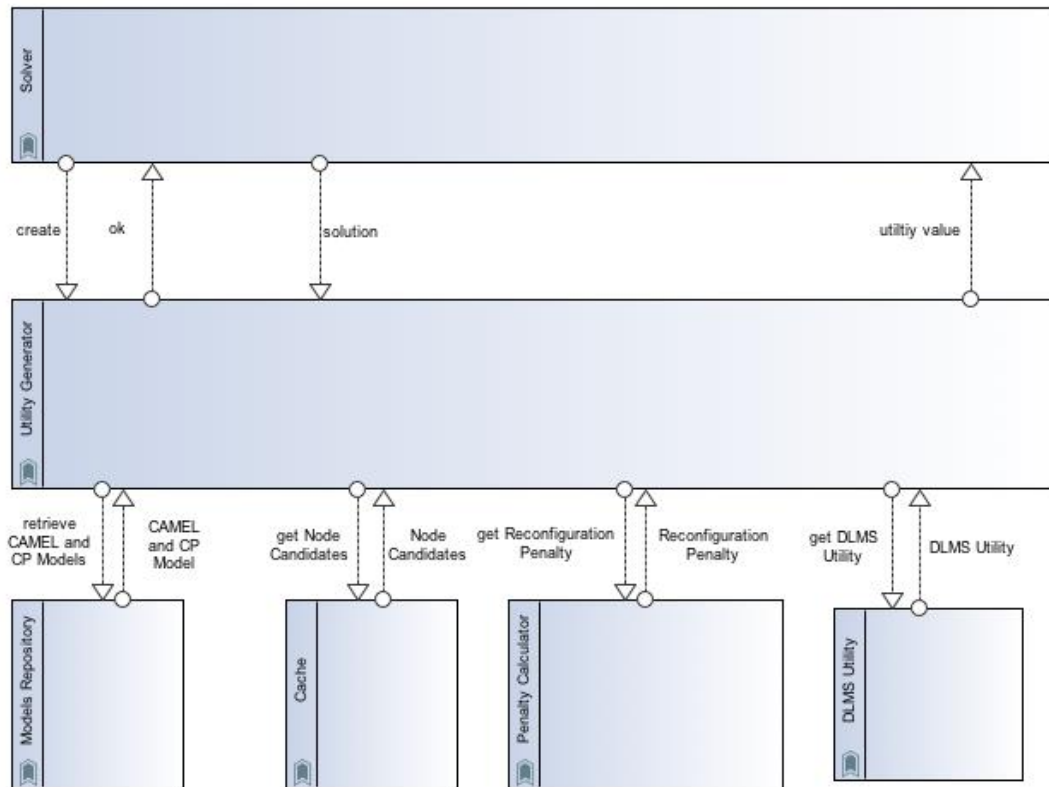 Solver
create
ok
solution
utiltiy value
Utility Generator
retrieve
CAMEL and
CP Models
CAMEL
and CP
Model
get Node
Candidates
Node
Candidates
get Reconfiguration
Penalty
Reconfiguration
Penalty
get DLMS
Utility
DLMS Utility
Models Repository
Cache
Penalty Calculator
DLMS Utility